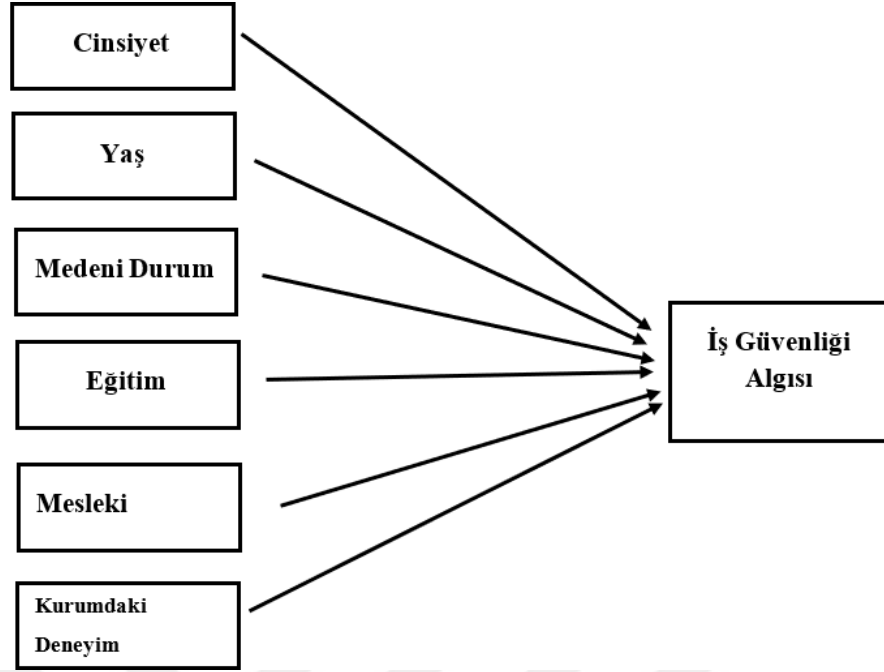 Cinsiyet
Yaş
Medeni Durum
Eğitim
Mesleki
Kurumdaki
Deneyim
İş Güvenliği
Algısı